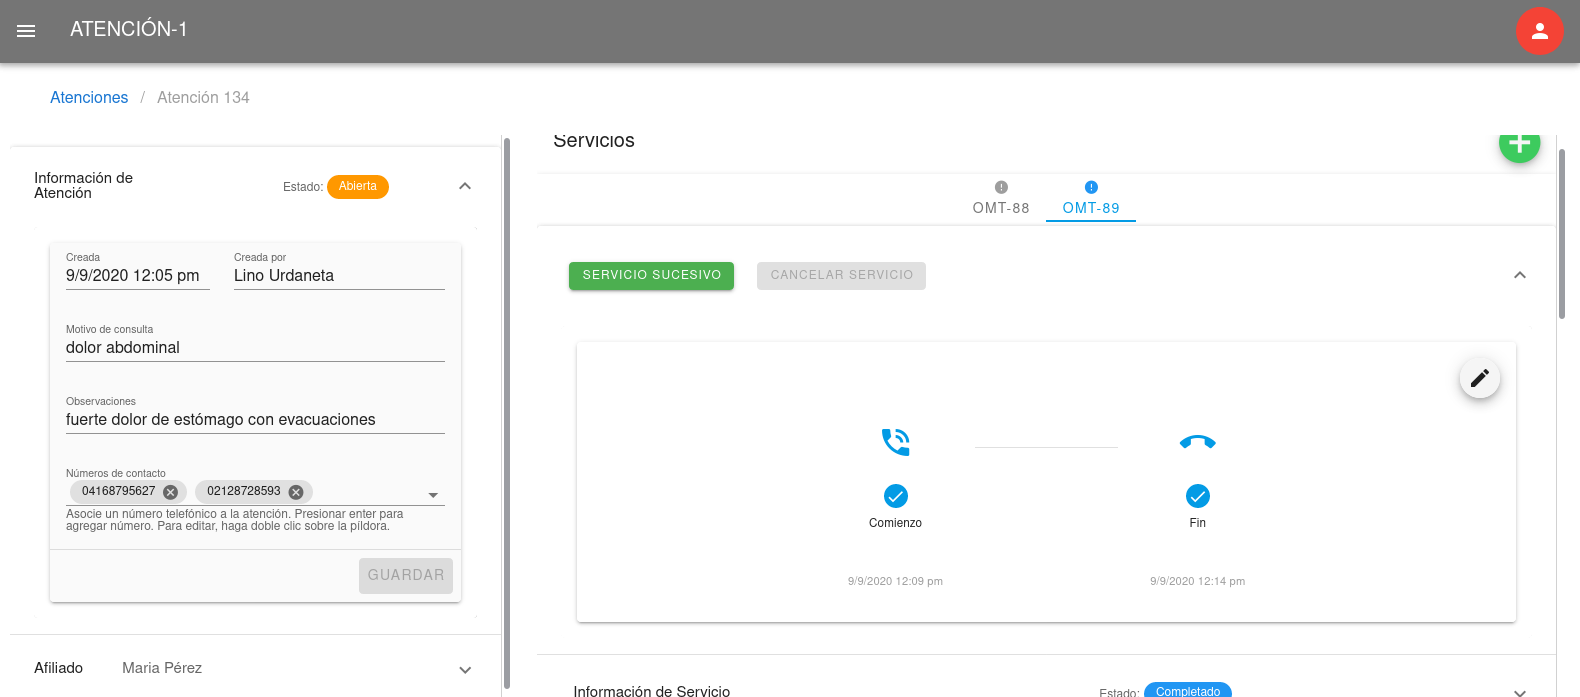 ATENCIÓN-1
Atenciones / Atención 134
Información de
Atención
Estado: Abierta
Creada
9/9/2020 12:05 pm
Creada por
Lino Urdaneta
Motivo de consulta
dolor abdominal
Observaciones
fuerte dolor de estómago con evacuaciones
Números de contacto
04168795627 02128728593
Asocie un número telefónico a la atención. Presionar enter para
agregar número. Para editar, haga doble clic sobre la píldora.
GUARDAR
Afiliado Maria Pérez
Servicios
OMT-88 OMT-89
SERVICIO SUCESIVO CANCELAR SERVICIO
Comienzo Fin
9/9/2020 12:09 pm 9/9/2020 12:14 pm
Información de Servicio Estado: Completado